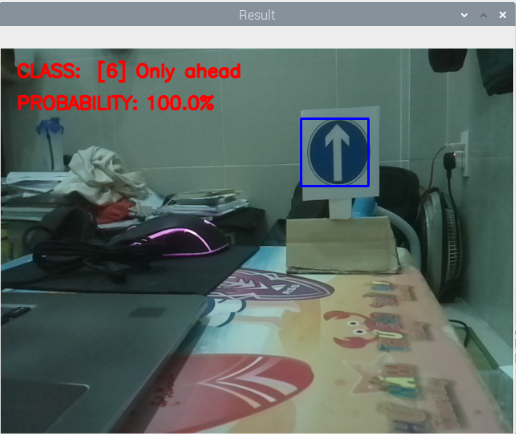 Result
CLASS: [6] Only ahead
PROBABILITY: 100.0%